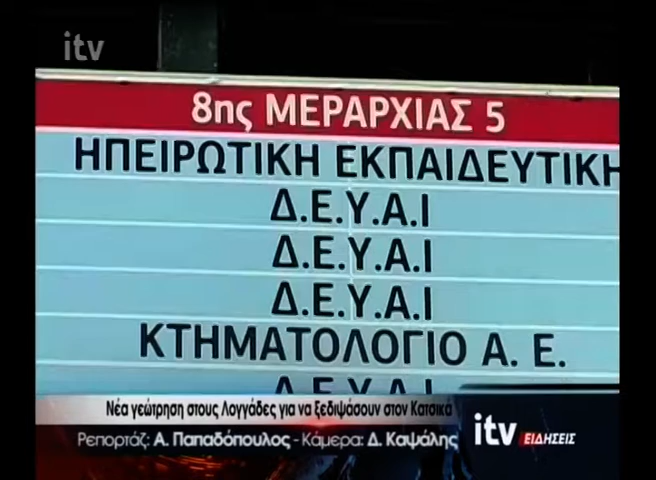 itv
8ης ΜΕΡΑΡΧΙΑΣ 5
ΗΠΕΙΡΩΤΙΚΗ ΕΚΠΑΙΔΕΥΤΙΚΗ
Δ.Ε.Υ.Α.Ι
Δ.Ε.Υ.Α.Ι
Δ.Ε.Υ.Α.Ι
ΚΤΗΜΑΤΟΛΟΓΙΟ Α. Ε.
Δ.Ε.Υ.Α.Ι
Νέα γεώτρηση στους Λογγάδες για να ξεδιψάσουν στον Κατσικά
Ρεπορτάζ: Α. Παπαδόπουλος - Κάμερα: Δ. Καψάλης
itv ΕΙΔΗΣΕΙΣ